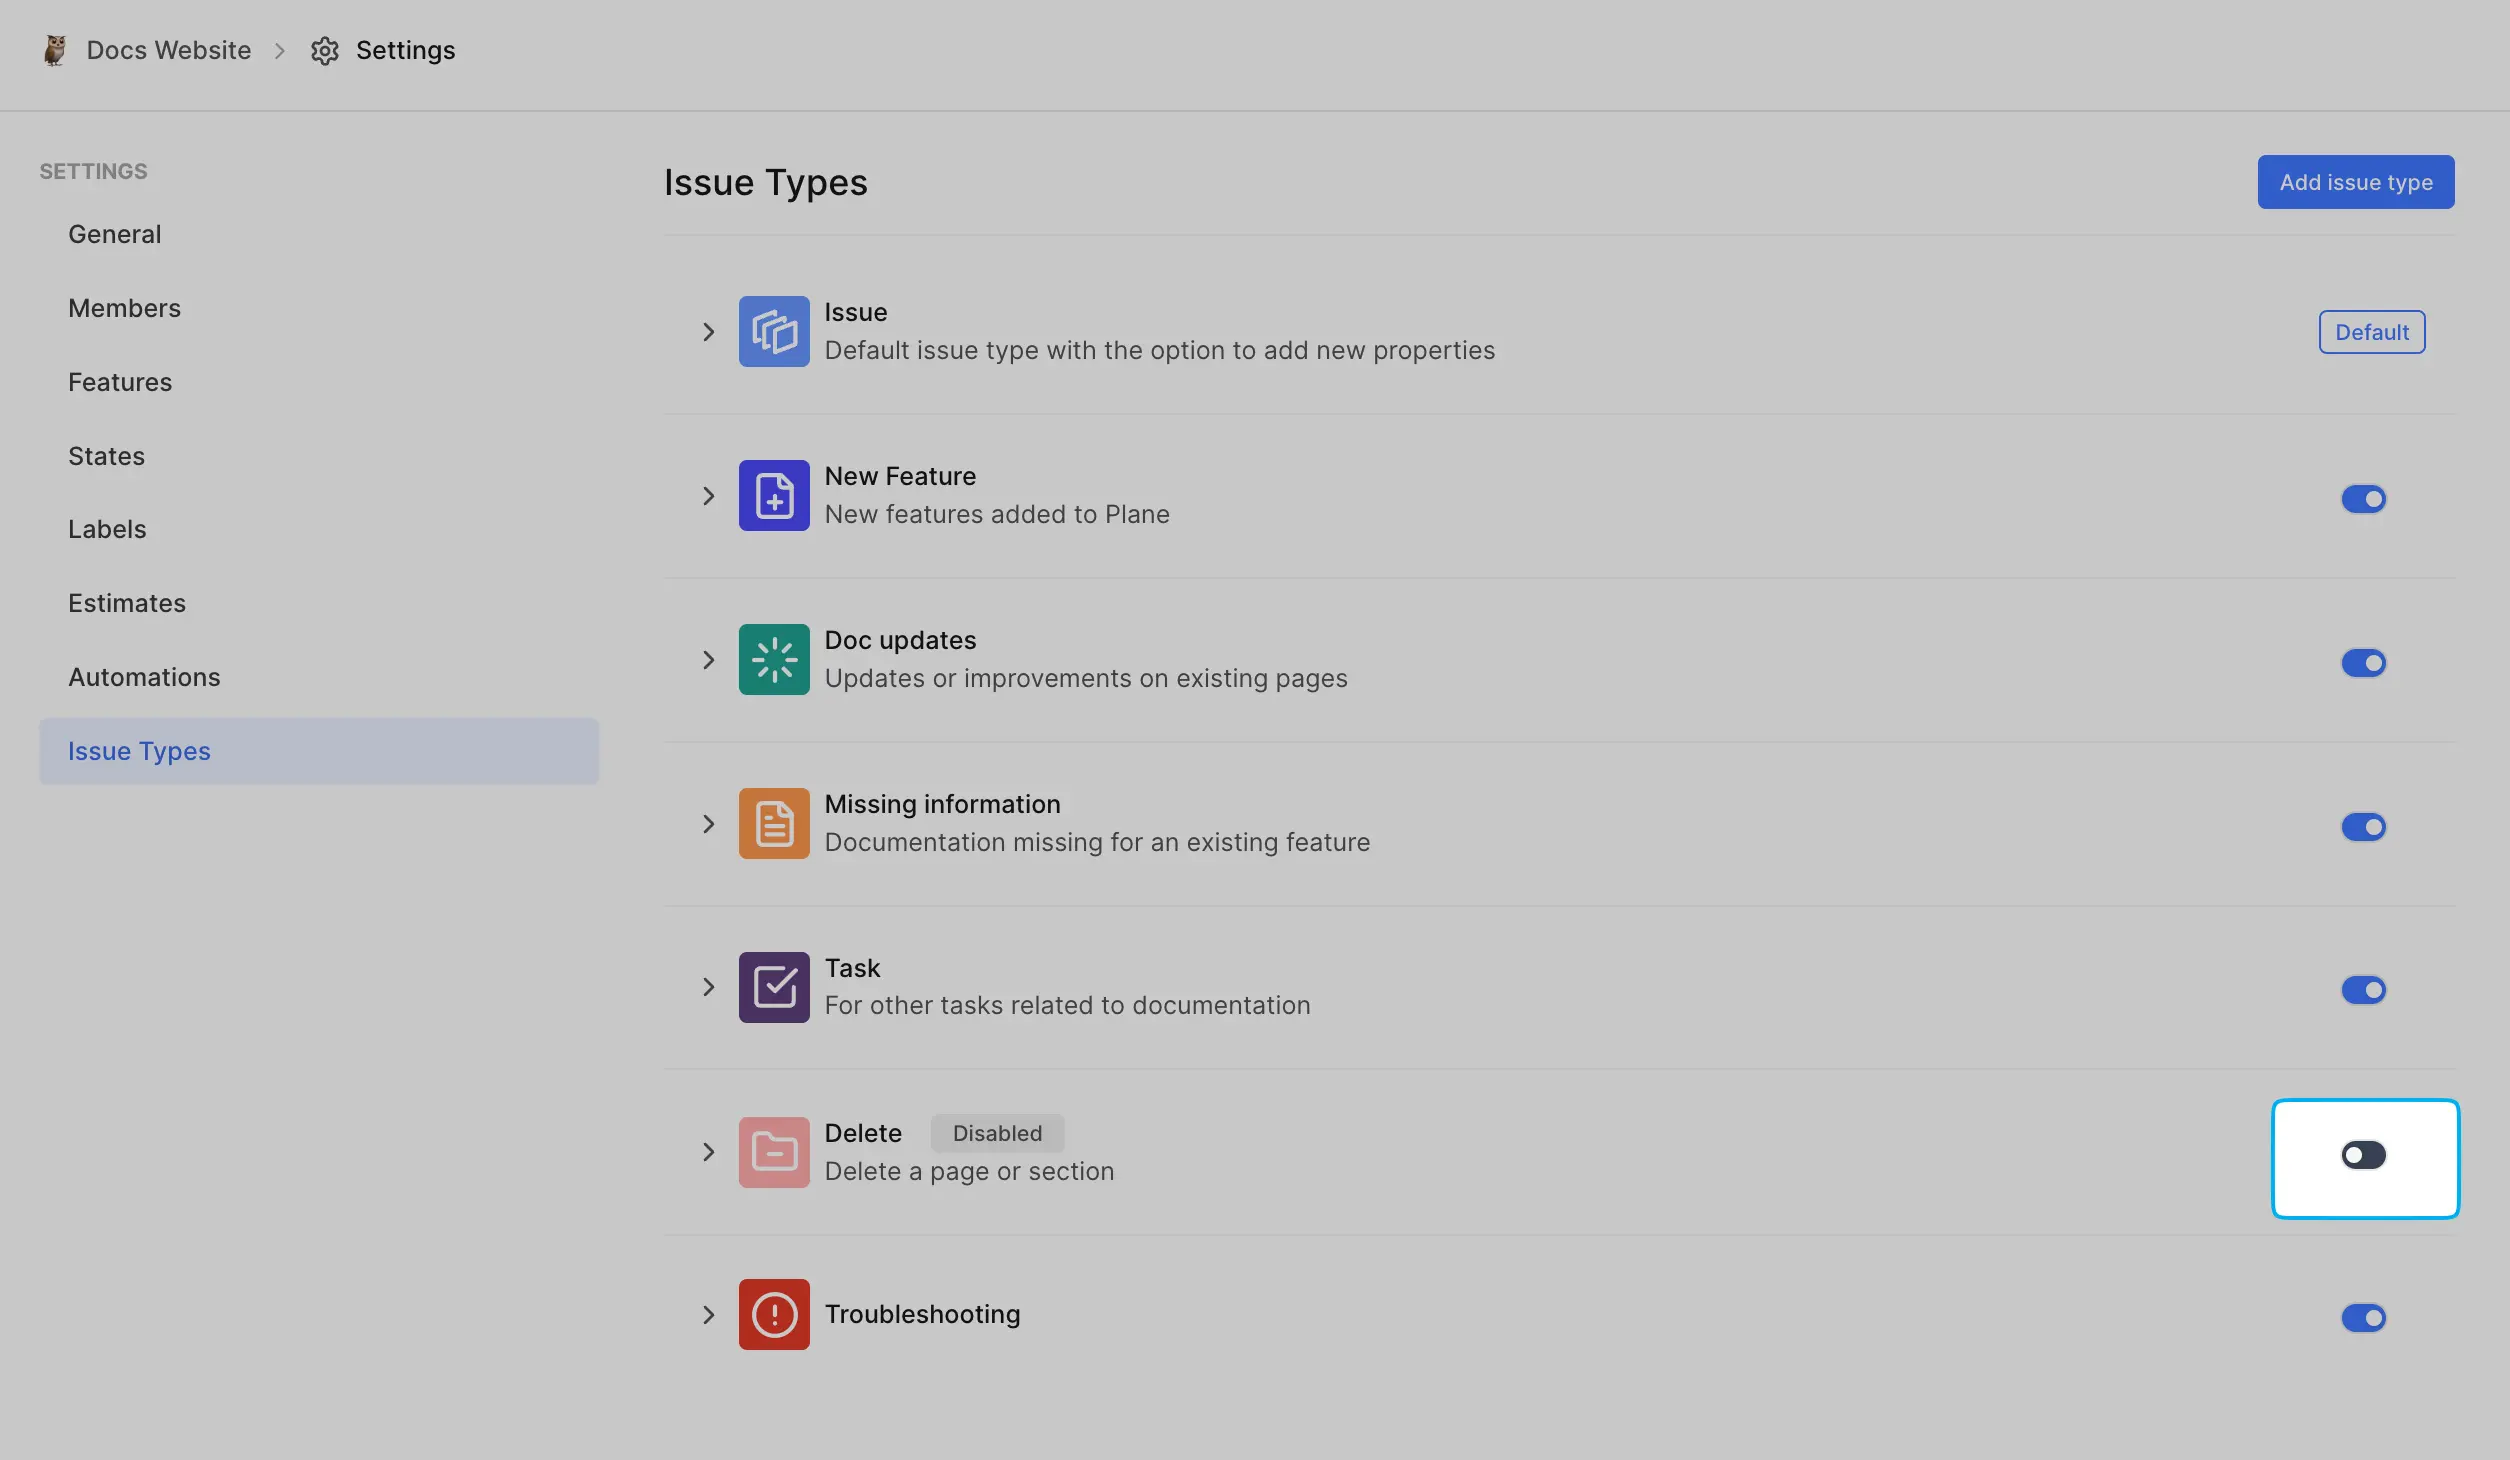 Docs Website
Settings
SETTINGS
General
Members
Features
States
Labels
Estimates
Automations
Issue Types
Issue Types
Add issue type
Issue
Default issue type with the option to add new properties
Default
New Feature
New features added to Plane
Doc updates
Updates or improvements on existing pages
Missing information
Documentation missing for an existing feature
Task
For other tasks related to documentation
Delete Disabled
Delete a page or section
Troubleshooting